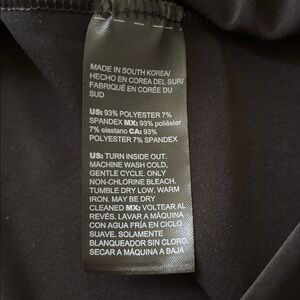 MADE IN SOUTH KOREA/
HECHO EN COREA DEL SUR/
FABRIQUÉ EN CORÉE DU
SUD
US: 93% POLYESTER 7%
SPANDEX MX: 93% poliéster
7% elastano CA: 93%
POLYESTER 7% SPANDEX
US: TURN INSIDE OUT.
MACHINE WASH COLD,
GENTLE CYCLE. ONLY
NON-CHLORINE BLEACH.
TUMBLE DRY LOW. WARM
IRON. MAY BE DRY
CLEANED MX: VOLTEAR AL
REVÉS. LAVAR A MÁQUINA
CON AGUA FRÍA EN CICLO
SUAVE. SOLAMENTE
BLANQUEADOR SIN CLORO.
SECAR A MÁQUINA A BAJA